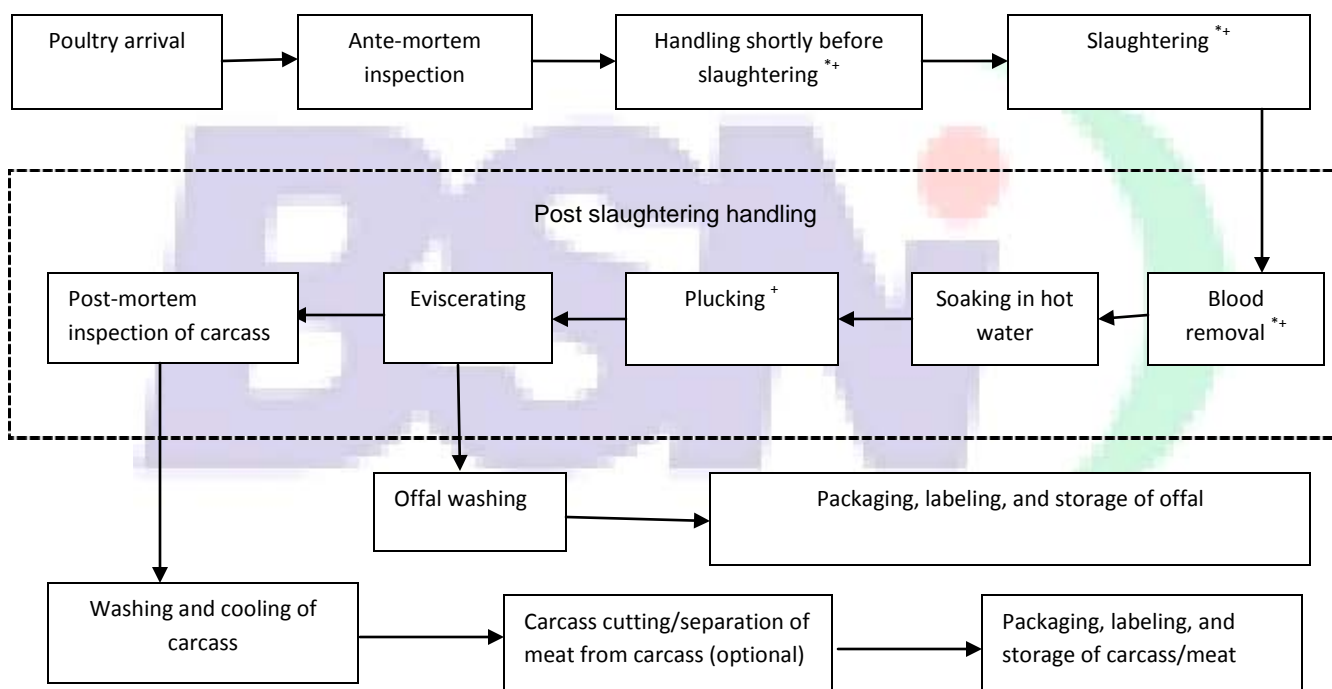 Poultry arrival
Ante-mortem
inspection
Handling shortly before
slaughtering *+
Slaughtering *+
Post slaughtering handling
Blood
removal *+
Soaking in hot
water
Plucking +
Eviscerating
Post-mortem
inspection of carcass
Offal washing
Packaging, labeling, and storage of offal
Washing and cooling of
carcass
Carcass cutting/separation of
meat from carcass (optional)
Packaging, labeling, and
storage of carcass/meat
BSN